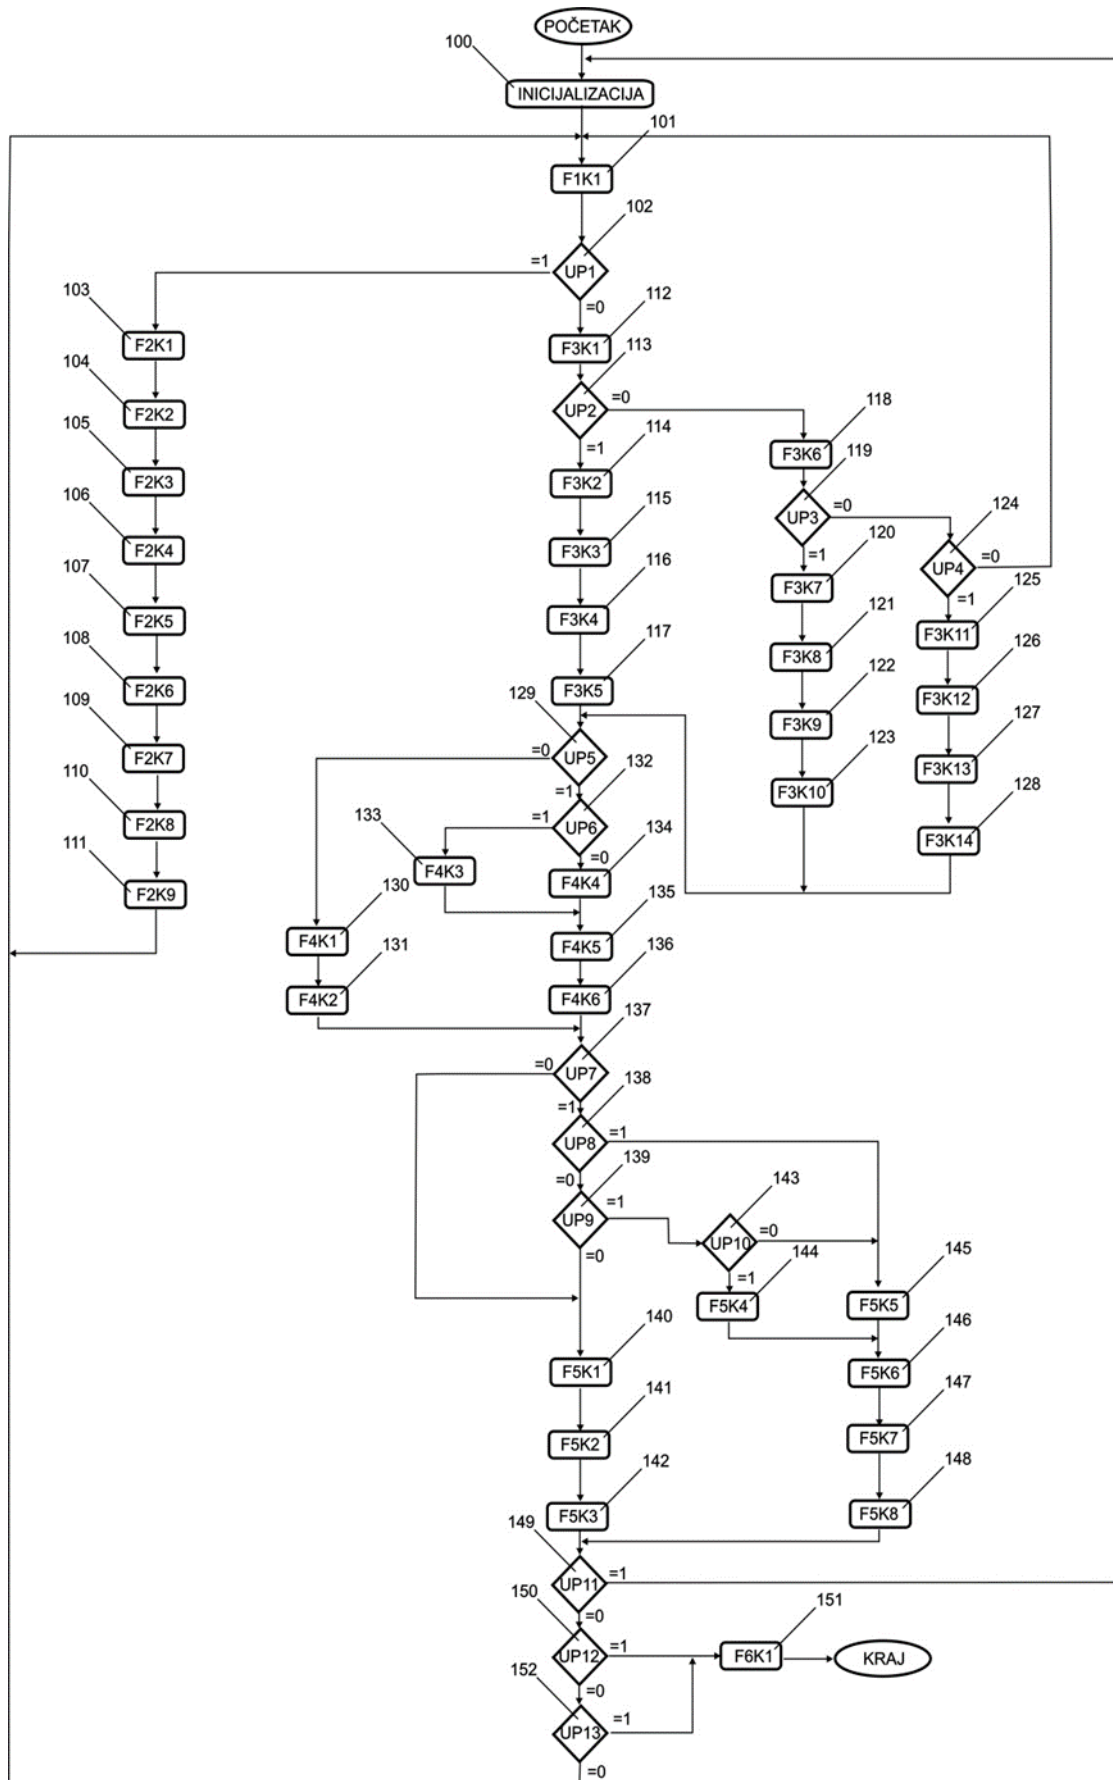 POČETAK
100
INICIJALIZACIJA
101
F1K1
102
=1
UP1
=0
103
F2K1
112
F3K1
113
104
F2K2
UP2
=0
=1
118
F3K6
114
105
F2K3
F3K2
119
UP3
=0
=1
124
UP4
=0
=1
106
F2K4
115
F3K3
120
F3K7
125
F3K11
107
F2K5
116
F3K4
121
F3K8
126
F3K12
108
F2K6
117
F3K5
122
F3K9
127
F3K13
109
F2K7
129
=0
UP5
=1
132
123
F3K10
128
F3K14
110
F2K8
133
=1
UP6
=0
134
F4K3
F4K4
111
F2K9
130
F4K1
135
F4K5
131
F4K2
136
F4K6
137
=0
UP7
=1
138
UP8
=1
=0
139
UP9
=1
=0
143
UP10
=0
=1
144
F5K4
145
F5K5
140
F5K1
146
F5K6
141
F5K2
147
F5K7
142
F5K3
148
F5K8
149
UP11
=1
=0
150
UP12
=1
=0
151
F6K1
KRAJ
152
UP13
=1
=0